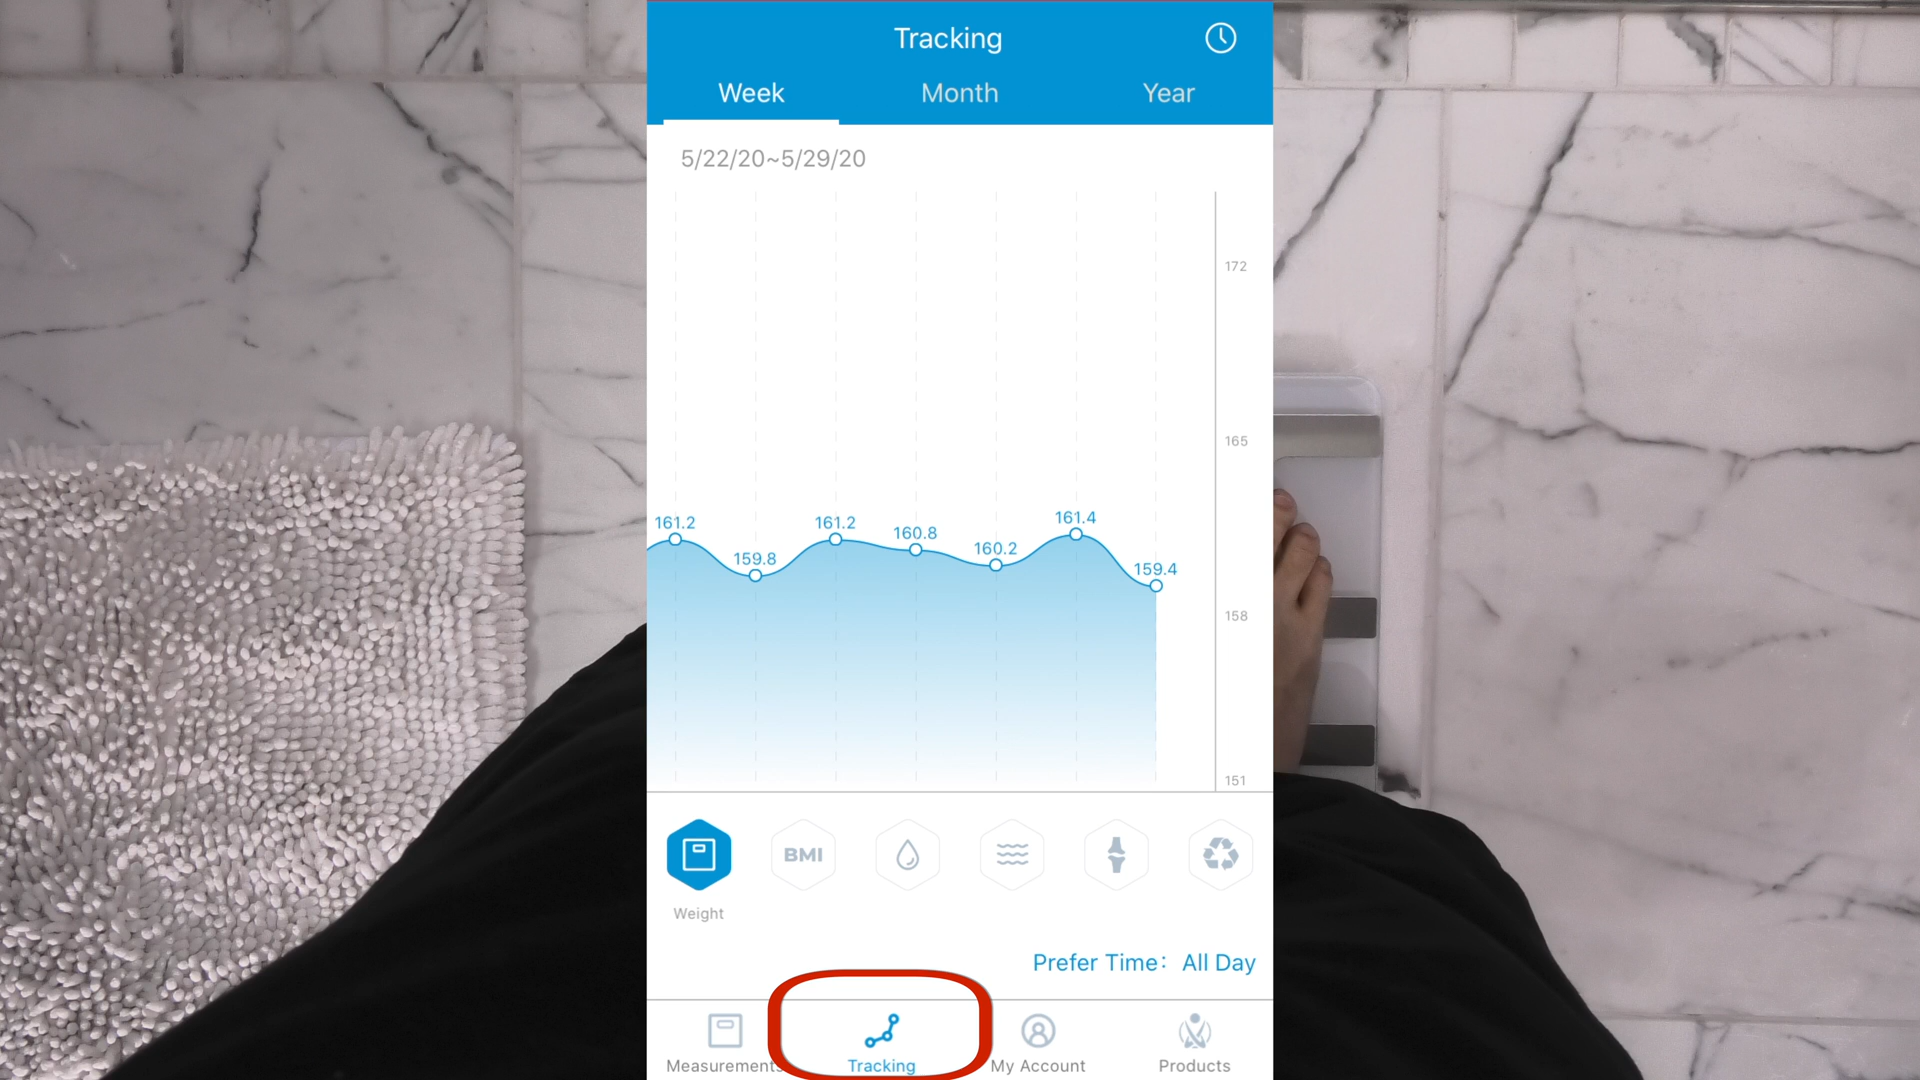 Tracking
Week Month Year
5/22/20~5/29/20
172
165
161.2 159.8 161.2 160.8 160.2 161.4 159.4
158
151
BMI
Weight
Prefer Time: All Day
Measurements Tracking My Account Products